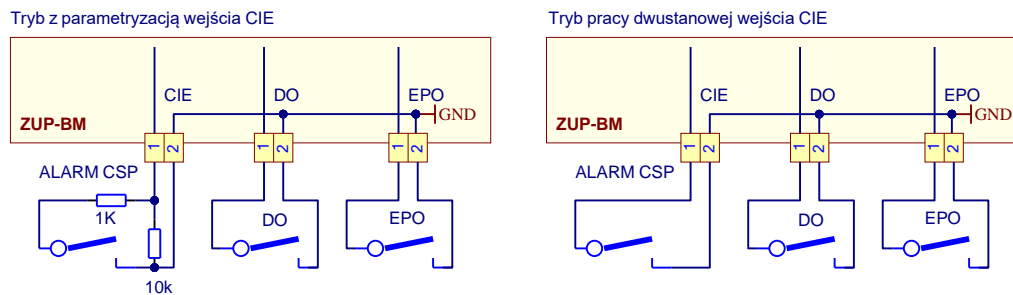 Tryb z parametryzacją wejścia CIE
CIE DO EPO
GND
ZUP-BM
1 2 1 2 1 2
ALARM CSP
1K
DO EPO
10k
Tryb pracy dwustanowej wejścia CIE
CIE DO EPO
GND
ZUP-BM
1 2 1 2 1 2
ALARM CSP
DO EPO